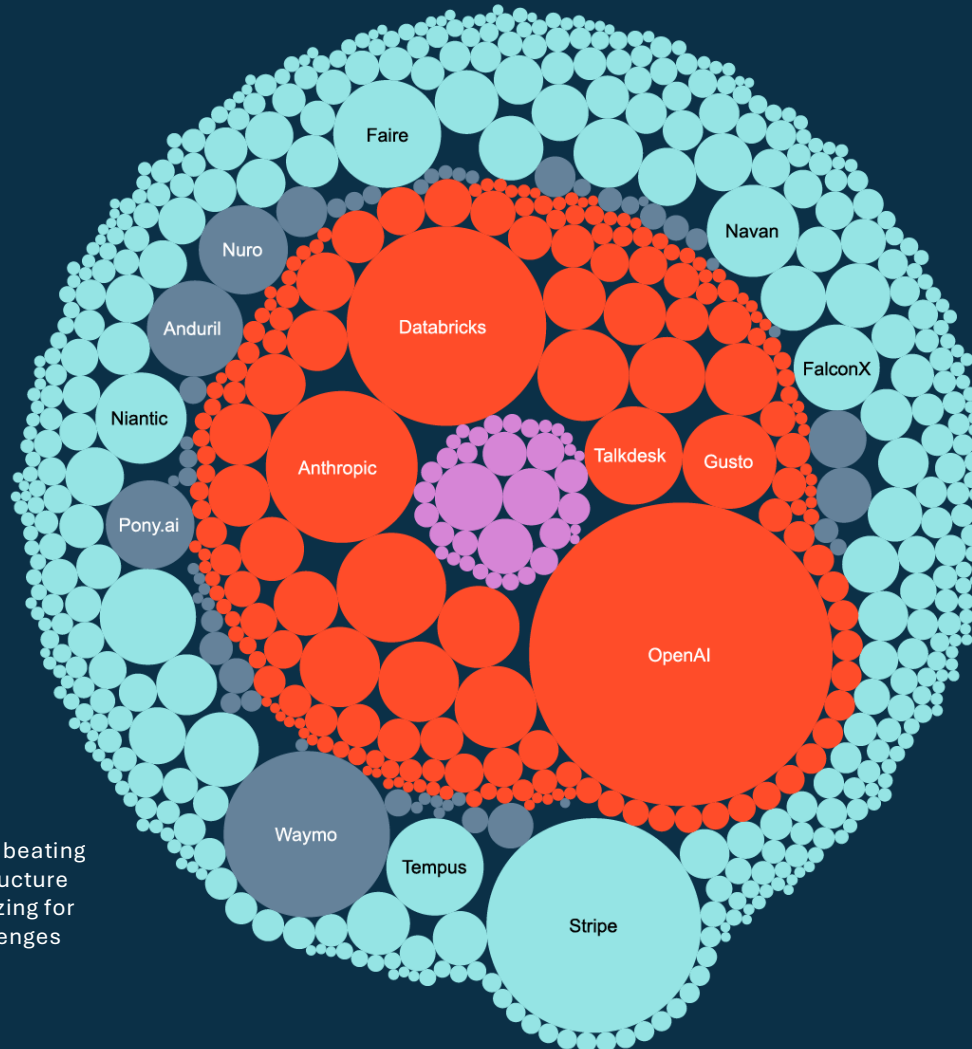 Faire
Navan
Nuro
Anduril
Databricks
FalconX
Niantic
Anthropic
Talkdesk
Gusto
Pony.ai
OpenAI
Waymo
Tempus
Stripe
beating
ucture
zing for
enges